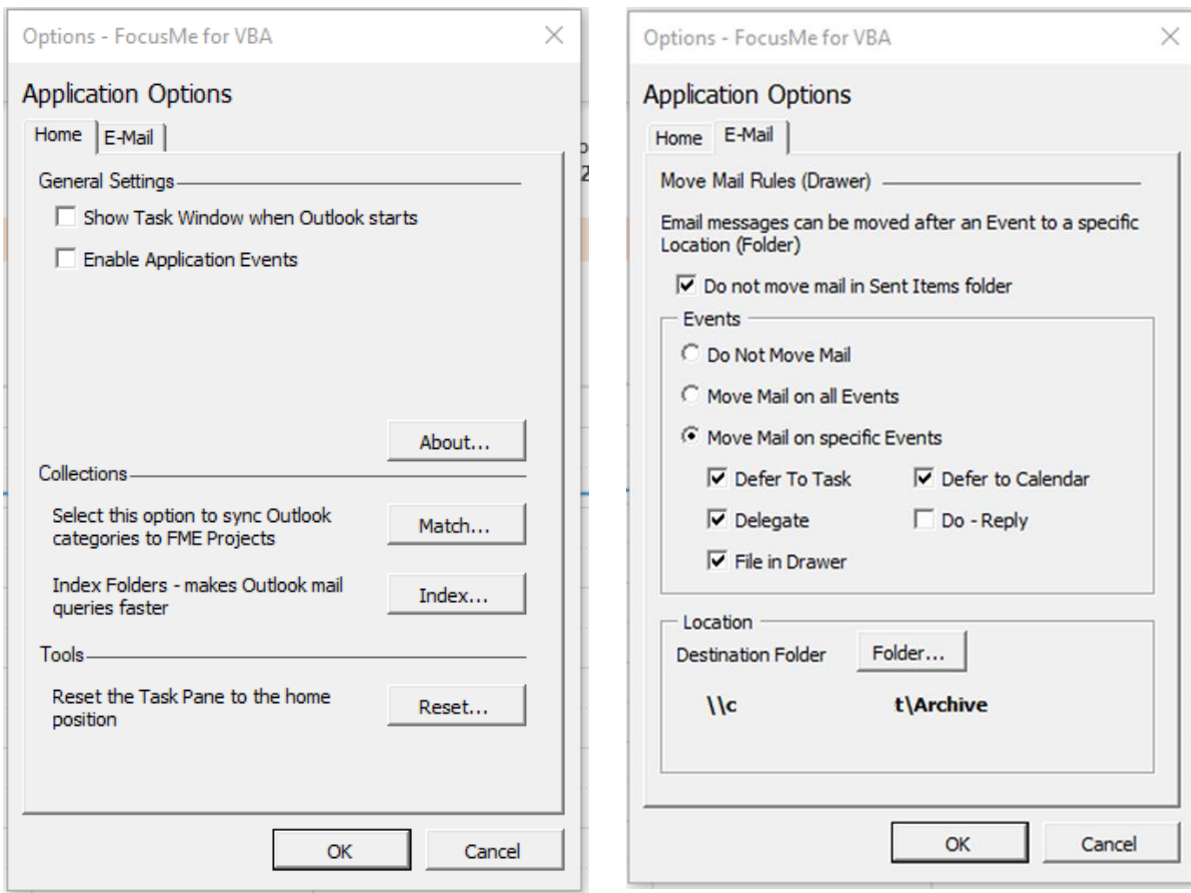 Options - FocusMe for VBA
Application Options
Home
E-Mail
General Settings
Show Task Window when Outlook starts
Enable Application Events
About...
Collections
Select this option to sync Outlook
categories to FME Projects
Match...
Index Folders - makes Outlook mail
queries faster
Index...
Tools
Reset the Task Pane to the home
position
Reset...
OK
Cancel
Options - FocusMe for VBA
Application Options
Home
E-Mail
Move Mail Rules (Drawer)
Email messages can be moved after an Event to a specific
Location (Folder)
Do not move mail in Sent Items folder
Events
Do Not Move Mail
Move Mail on all Events
Move Mail on specific Events
Defer To Task
Defer to Calendar
Delegate
Do - Reply
File in Drawer
Location
Destination Folder
Folder...
\\c t\Archive
OK
Cancel